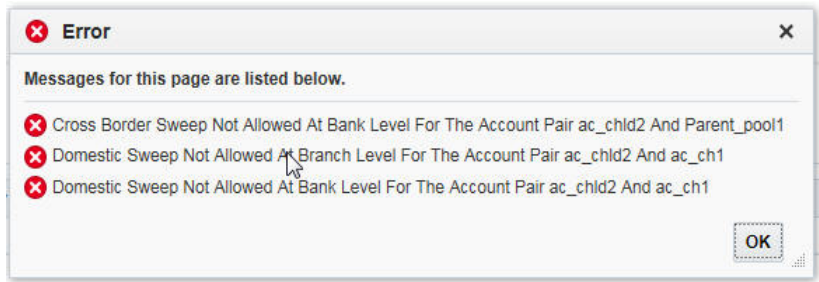 Error
Messages for this page are listed below.
Cross Border Sweep Not Allowed At Bank Level For The Account Pair ac_chld2 And Parent_pool1
Domestic Sweep Not Allowed At Branch Level For The Account Pair ac_chld2 And ac_ch1
Domestic Sweep Not Allowed At Bank Level For The Account Pair ac_chld2 And ac_ch1
OK